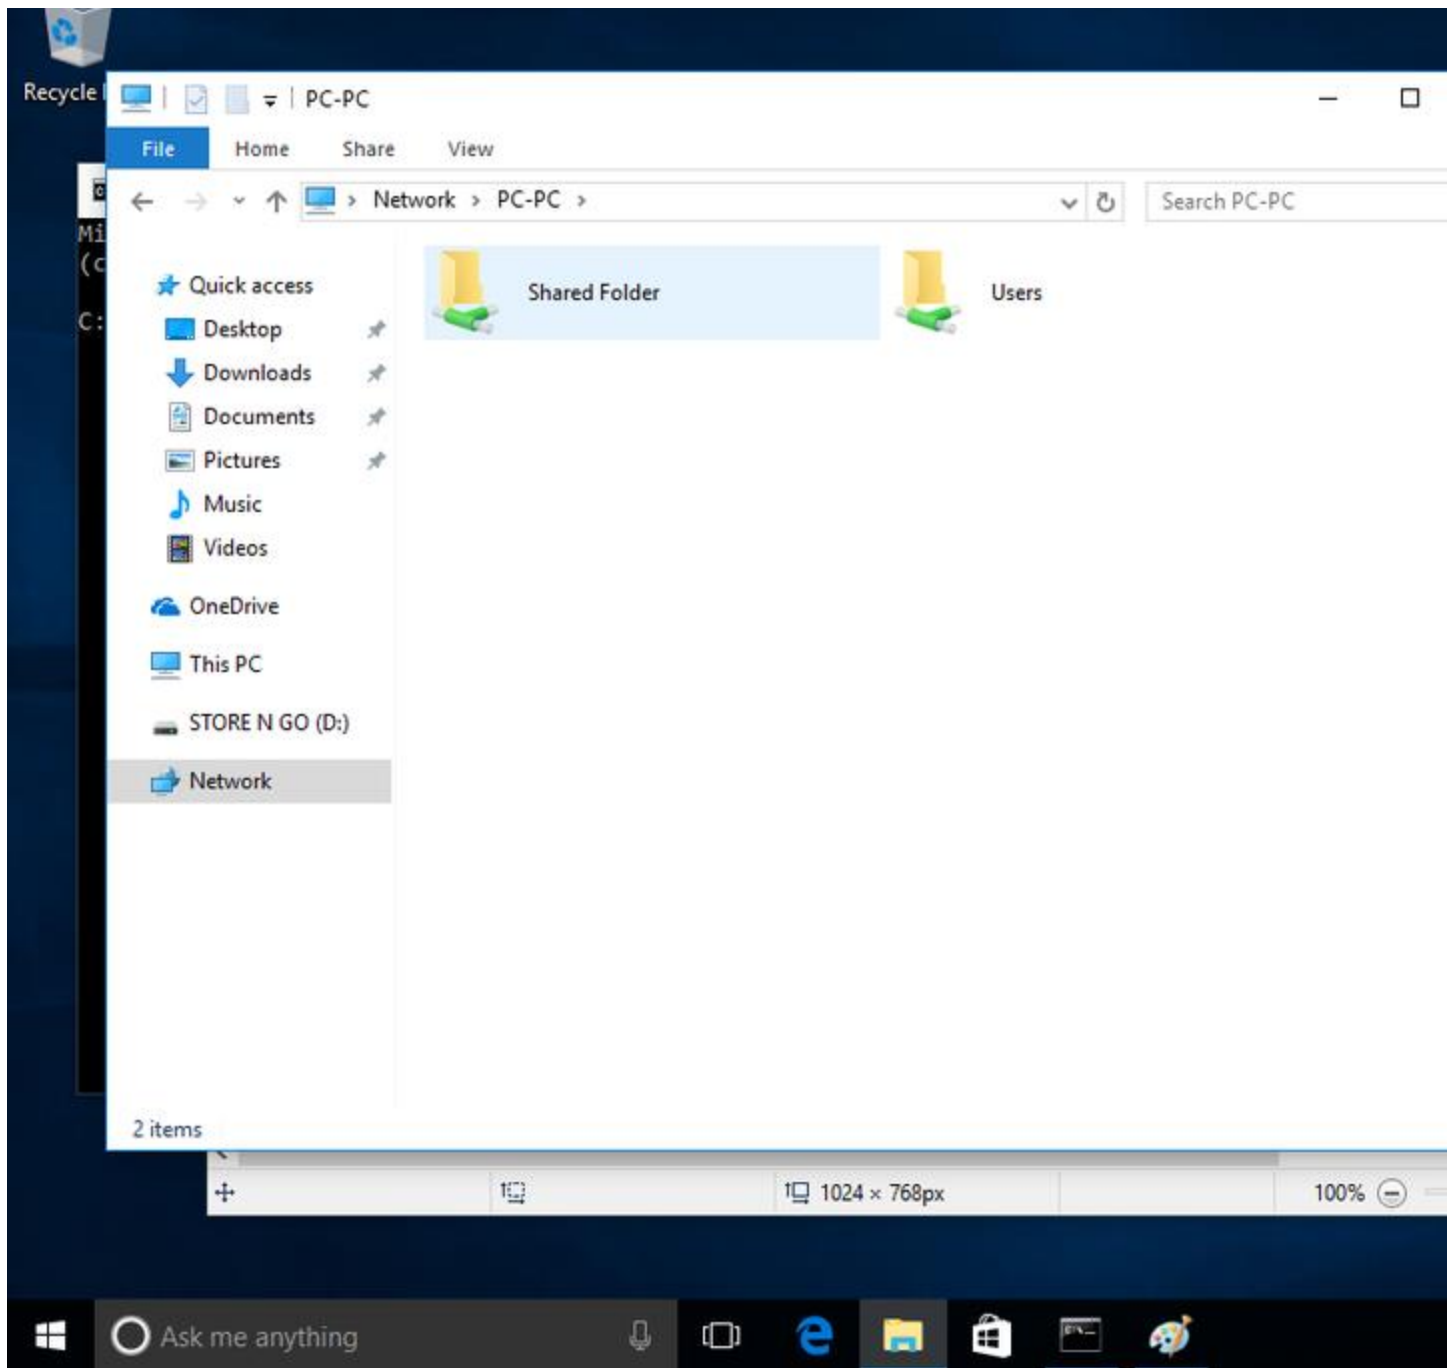 Recycle
PC-PC
File Home Share View
Network > PC-PC >
Search PC-PC
Mi
(c
C:
Quick access
Desktop
Downloads
Documents
Pictures
Music
Videos
OneDrive
This PC
STORE N GO (D:)
Network
Shared Folder
Users
2 items
1024 × 768px
100%
Ask me anything